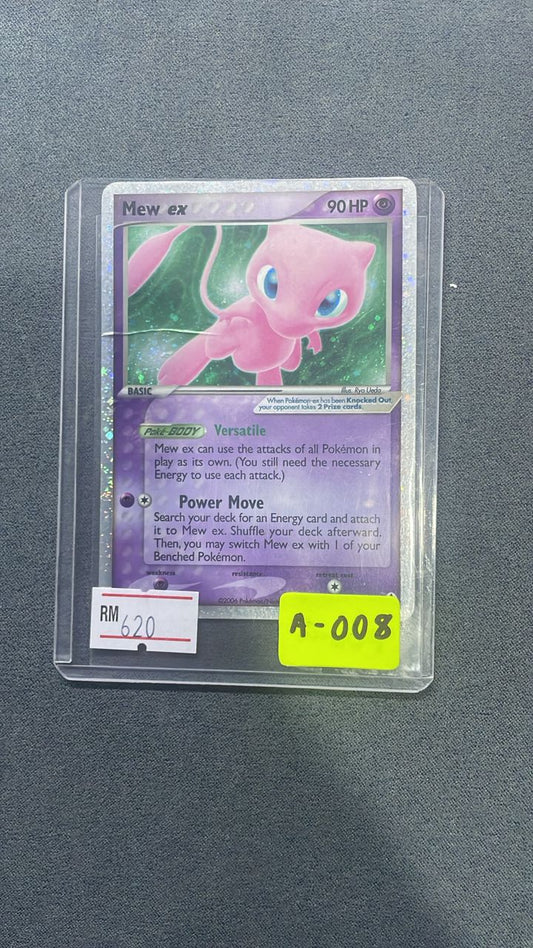 Mew ex 90 HP
BASIC
Illus. Ryo Ueda
When Pokémon-ex has been Knocked Out,
your opponent takes 2 Prize cards.
Poké-BODY Versatile
Mew ex can use the attacks of all Pokémon in
play as its own. (You still need the necessary
Energy to use each attack.)
Power Move
Search your deck for an Energy card and attach
it to Mew ex. Shuffle your deck afterward.
Then, you may switch Mew ex with 1 of your
Benched Pokémon.
weakness resistance retreat cost
©2006 Pokémon/
RM 620
A-008